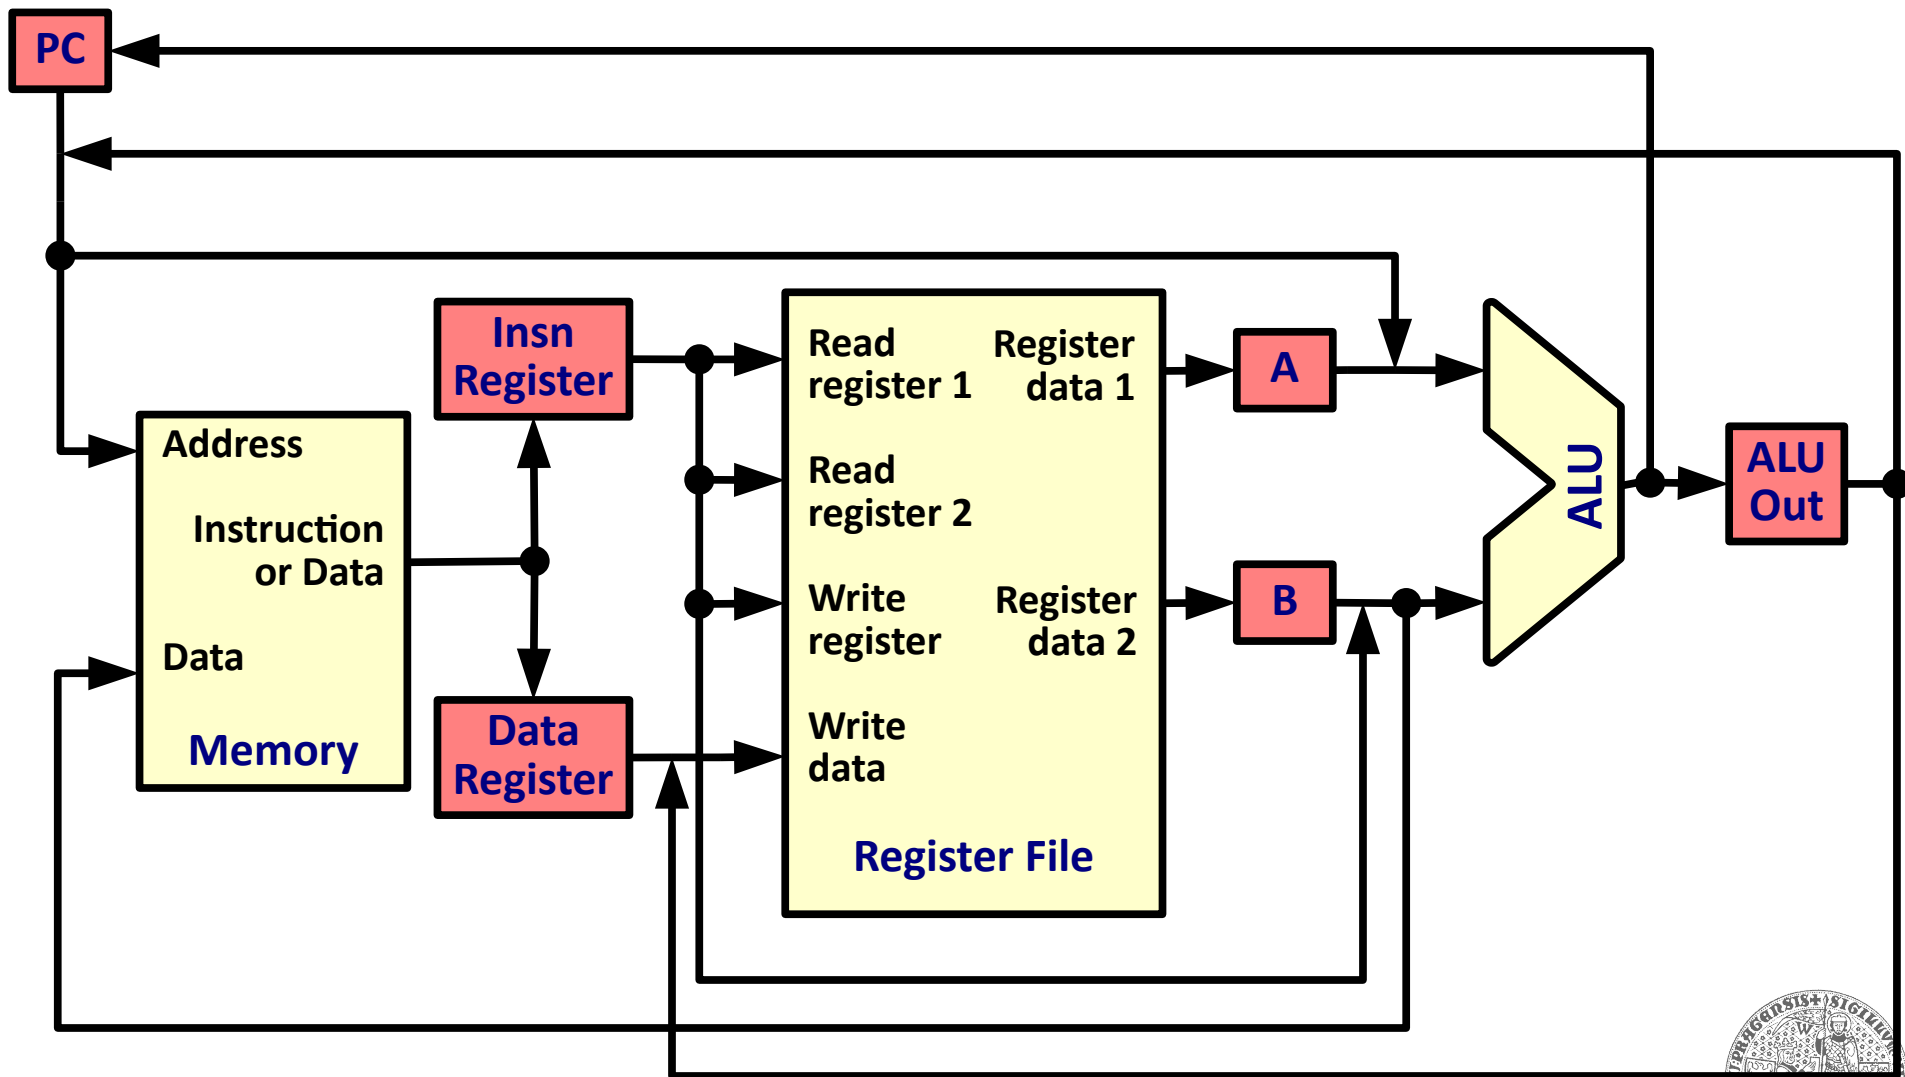 PC
Insn
Register
Address
Instruction
or Data
Data
Memory
Data
Register
Read
register 1
Read
register 2
Write
register
Write
data
Register
data 1
Register
data 2
Register File
A
B
ALU
ALU
Out